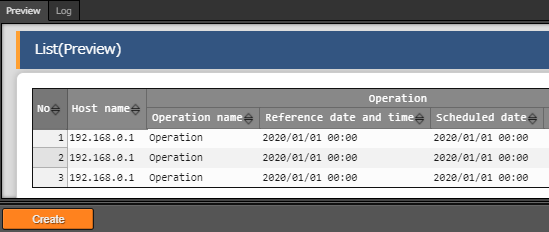 Preview Log
List(Preview)
No Host name Operation
Operation name Reference date and time Scheduled date
1 192.168.0.1 Operation 2020/01/01 00:00 2020/01/01 00:00
2 192.168.0.1 Operation 2020/01/01 00:00 2020/01/01 00:00
3 192.168.0.1 Operation 2020/01/01 00:00 2020/01/01 00:00
Create